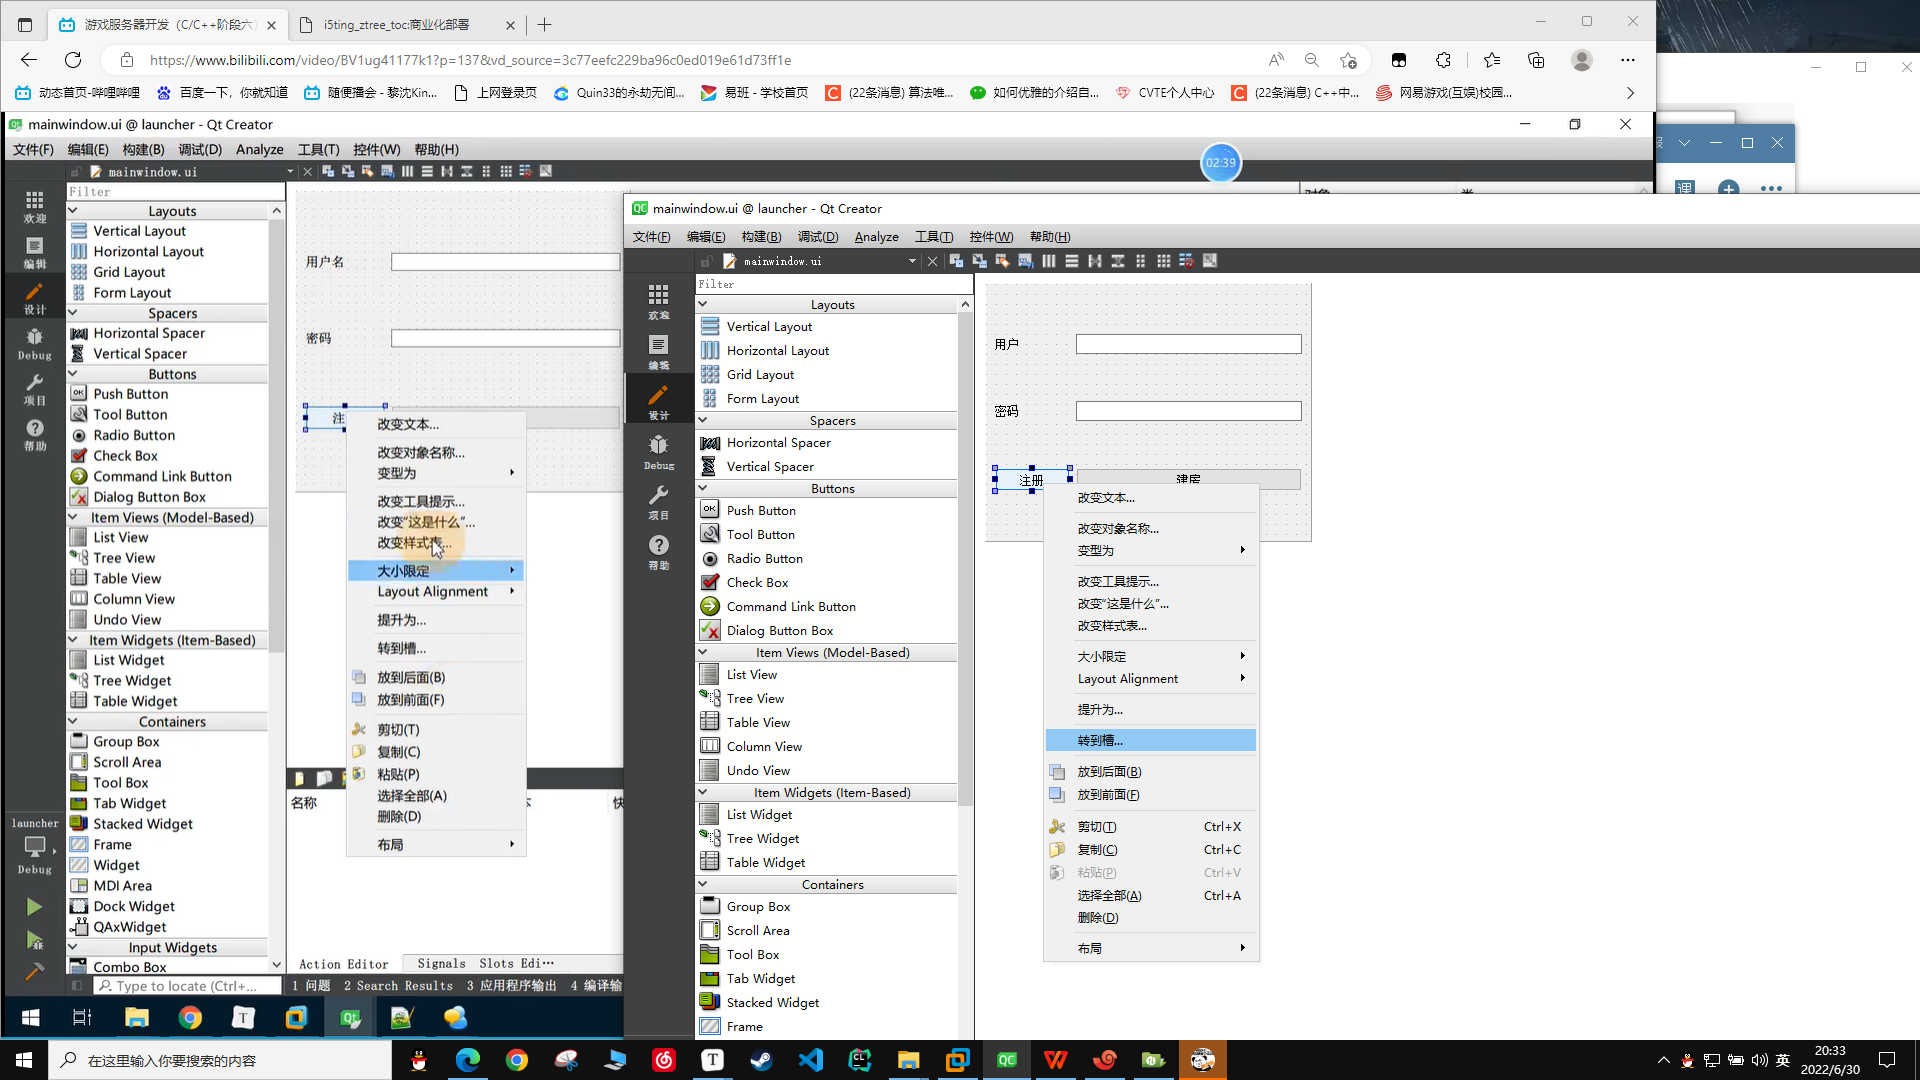 游戏服务器开发（C/C++阶段六）
i5ting_ztree_toc:商业化部署
https://www.bilibili.com/video/BV1ug41177k1?p=137&vd_source=3c77eefc229ba96c0ed019e61d73ff1e
动态首页-哔哩哔哩
百度一下，你就知道
随便播会 - 黎沈Kin...
上网登录页
Quin33的永劫无间...
易班 - 学校首页
(22条消息) 算法唯...
如何优雅的介绍自...
CVTE个人中心
(22条消息) C++中...
网易游戏(互娱)校园...
mainwindow.ui @ launcher - Qt Creator
文件(F) 编辑(E) 构建(B) 调试(D) Analyze 工具(T) 控件(W) 帮助(H)
mainwindow.ui
02:39
Filter
欢迎
编辑
设计
Debug
项目
帮助
launcher
Debug
Layouts
Vertical Layout
Horizontal Layout
Grid Layout
Form Layout
Spacers
Horizontal Spacer
Vertical Spacer
Buttons
Push Button
Tool Button
Radio Button
Check Box
Command Link Button
Dialog Button Box
Item Views (Model-Based)
List View
Tree View
Table View
Column View
Undo View
Item Widgets (Item-Based)
List Widget
Tree Widget
Table Widget
Containers
Group Box
Scroll Area
Tool Box
Tab Widget
Stacked Widget
Frame
Widget
MDI Area
Dock Widget
QAxWidget
Input Widgets
Combo Box
用户名
密码
注
改变文本...
改变对象名称...
变型为
改变工具提示...
改变“这是什么”...
改变样式表...
大小限定
Layout Alignment
提升为...
转到槽...
放到后面(B)
放到前面(F)
剪切(T)
复制(C)
粘贴(P)
选择全部(A)
删除(D)
布局
名称
快
Action Editor
Signals Slots Edi…
Type to locate (Ctrl+...
1 问题 2 Search Results 3 应用程序输出 4 编译输
mainwindow.ui @ launcher - Qt Creator
文件(F) 编辑(E) 构建(B) 调试(D) Analyze 工具(T) 控件(W) 帮助(H)
mainwindow.ui
Filter
欢迎
编辑
设计
Debug
项目
帮助
Layouts
Vertical Layout
Horizontal Layout
Grid Layout
Form Layout
Spacers
Horizontal Spacer
Vertical Spacer
Buttons
Push Button
Tool Button
Radio Button
Check Box
Command Link Button
Dialog Button Box
Item Views (Model-Based)
List View
Tree View
Table View
Column View
Undo View
Item Widgets (Item-Based)
List Widget
Tree Widget
Table Widget
Containers
Group Box
Scroll Area
Tool Box
Tab Widget
Stacked Widget
Frame
用户
密码
注册
建房
改变文本...
改变对象名称...
变型为
改变工具提示...
改变“这是什么”...
改变样式表...
大小限定
Layout Alignment
提升为...
转到槽...
放到后面(B)
放到前面(F)
剪切(T) Ctrl+X
复制(C) Ctrl+C
粘贴(P) Ctrl+V
选择全部(A) Ctrl+A
删除(D)
布局
课
在这里输入你要搜索的内容
英
20:33
2022/6/30